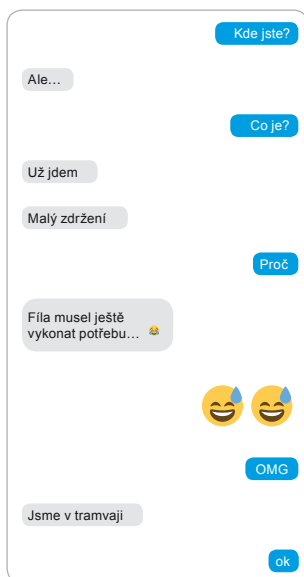 Kde jste?
Ale…
Co je?
Už jdem
Malý zdržení
Proč
Fíla musel ještě
vykonat potřebu… 😂
😅😅
OMG
Jsme v tramvaji
ok